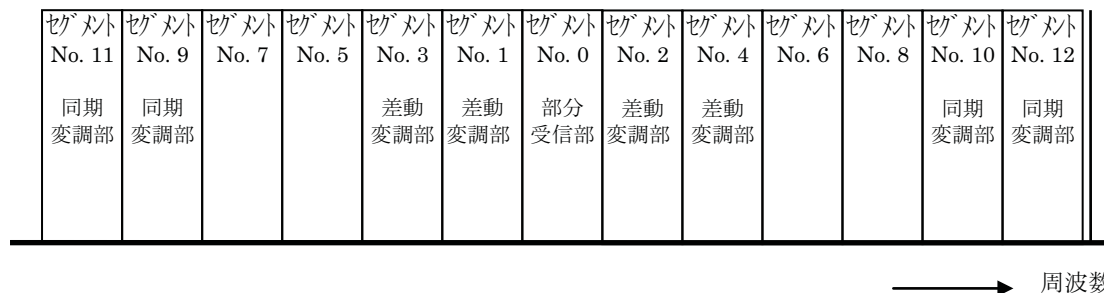 セグメント セグメント セグメント セグメント セグメント セグメント セグメント セグメント セグメント セグメント セグメント セグメント セグメント
No. 11 No. 9 No. 7 No. 5 No. 3 No. 1 No. 0 No. 2 No. 4 No. 6 No. 8 No. 10 No. 12
同期 同期 差動 差動 部分 差動 差動 同期 同期
変調部 変調部 変調部 変調部 受信部 変調部 変調部 変調部 変調部
周波数